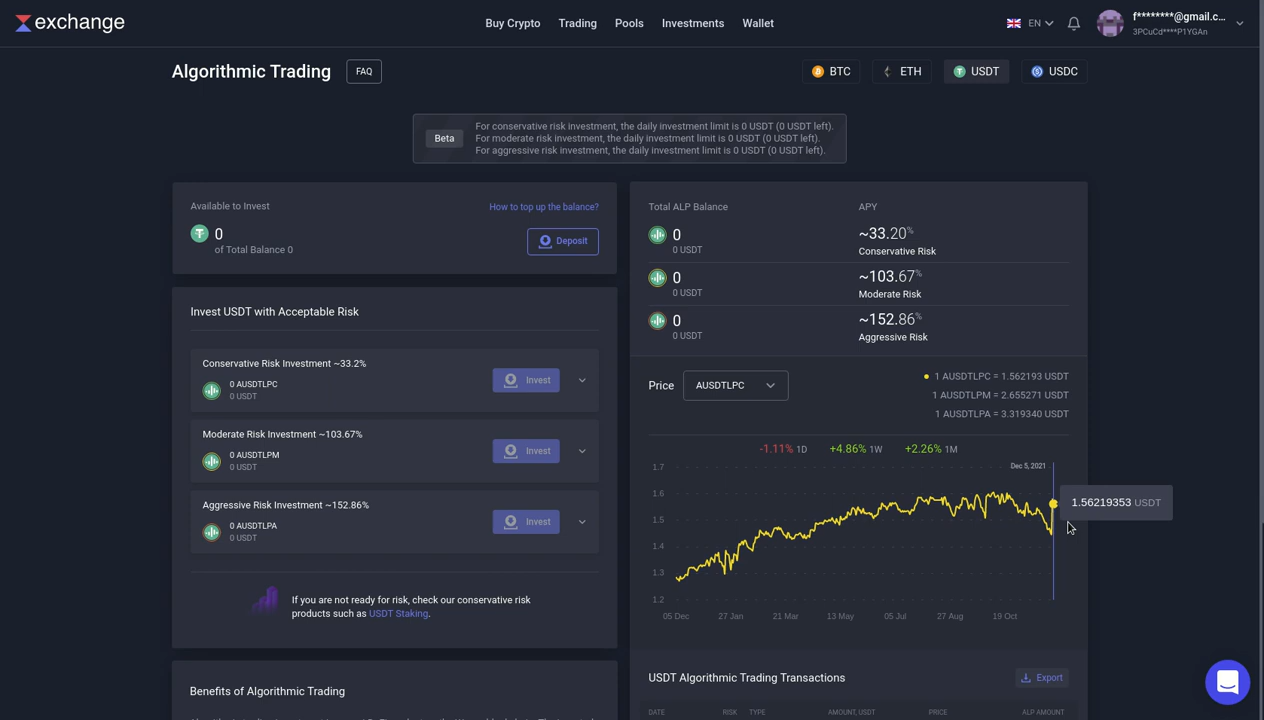 exchange
Buy Crypto
Trading
Pools
Investments
Wallet
EN
f********@gmail.c...
3PCuCd****P1YGAn
Algorithmic Trading
FAQ
BTC
ETH
USDT
USDC
Beta
For conservative risk investment, the daily investment limit is 0 USDT (0 USDT left).
For moderate risk investment, the daily investment limit is 0 USDT (0 USDT left).
For aggressive risk investment, the daily investment limit is 0 USDT (0 USDT left).
Available to Invest
How to top up the balance?
0
of Total Balance 0
Deposit
Invest USDT with Acceptable Risk
Conservative Risk Investment ~33.2%
0 AUSDTLPC
0 USDT
Invest
Moderate Risk Investment ~103.67%
0 AUSDTLPM
0 USDT
Invest
Aggressive Risk Investment ~152.86%
0 AUSDTLPA
0 USDT
Invest
If you are not ready for risk, check our conservative risk
products such as USDT Staking.
Benefits of Algorithmic Trading
Total ALP Balance
APY
0
0 USDT
~33.20%
Conservative Risk
0
0 USDT
~103.67%
Moderate Risk
0
0 USDT
~152.86%
Aggressive Risk
Price
AUSDTLPC
1 AUSDTLPC = 1.562193 USDT
1 AUSDTLPM = 2.655271 USDT
1 AUSDTLPA = 3.319340 USDT
-1.11% 1D
+4.86% 1W
+2.26% 1M
Dec 5, 2021
1.56219353 USDT
1.7
1.6
1.5
1.4
1.3
1.2
05 Dec
27 Jan
21 Mar
13 May
05 Jul
27 Aug
19 Oct
USDT Algorithmic Trading Transactions
Export
DATE
RISK
TYPE
AMOUNT, USDT
PRICE
ALP AMOUNT